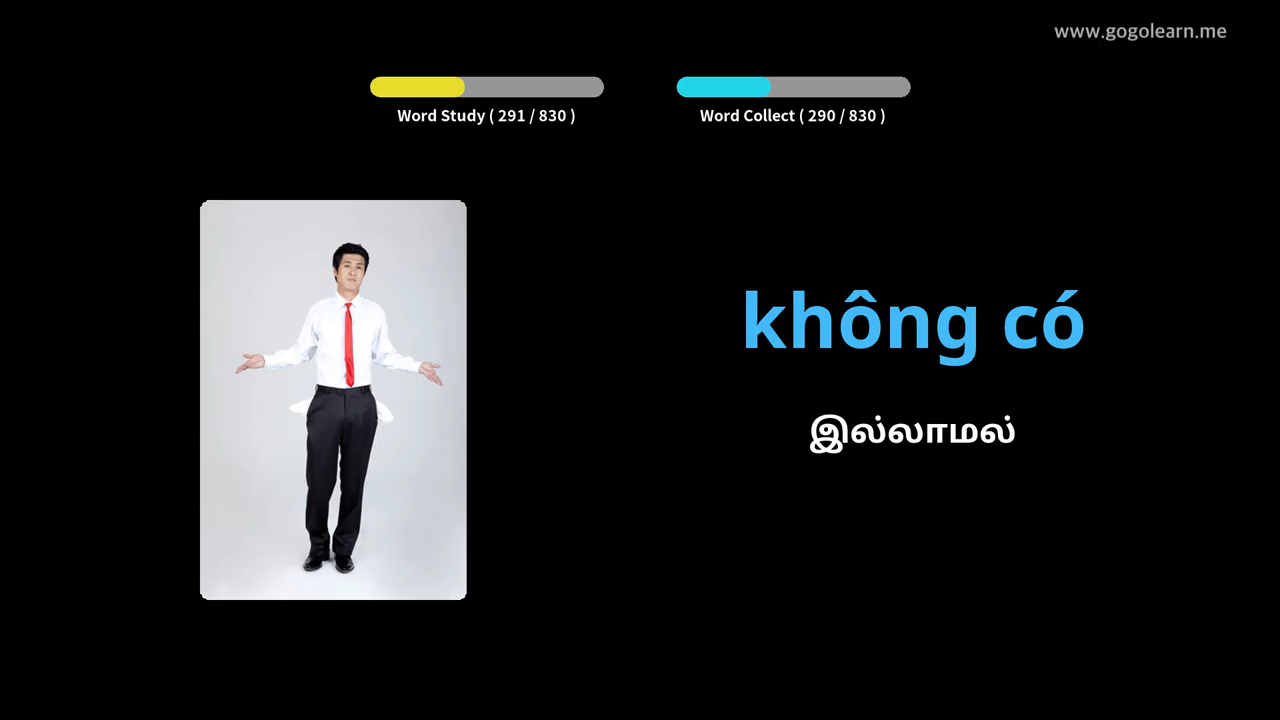 www.gogolearn.me
Word Study ( 291 / 830 )
Word Collect ( 290 / 830 )
không có
இல்லாமல்